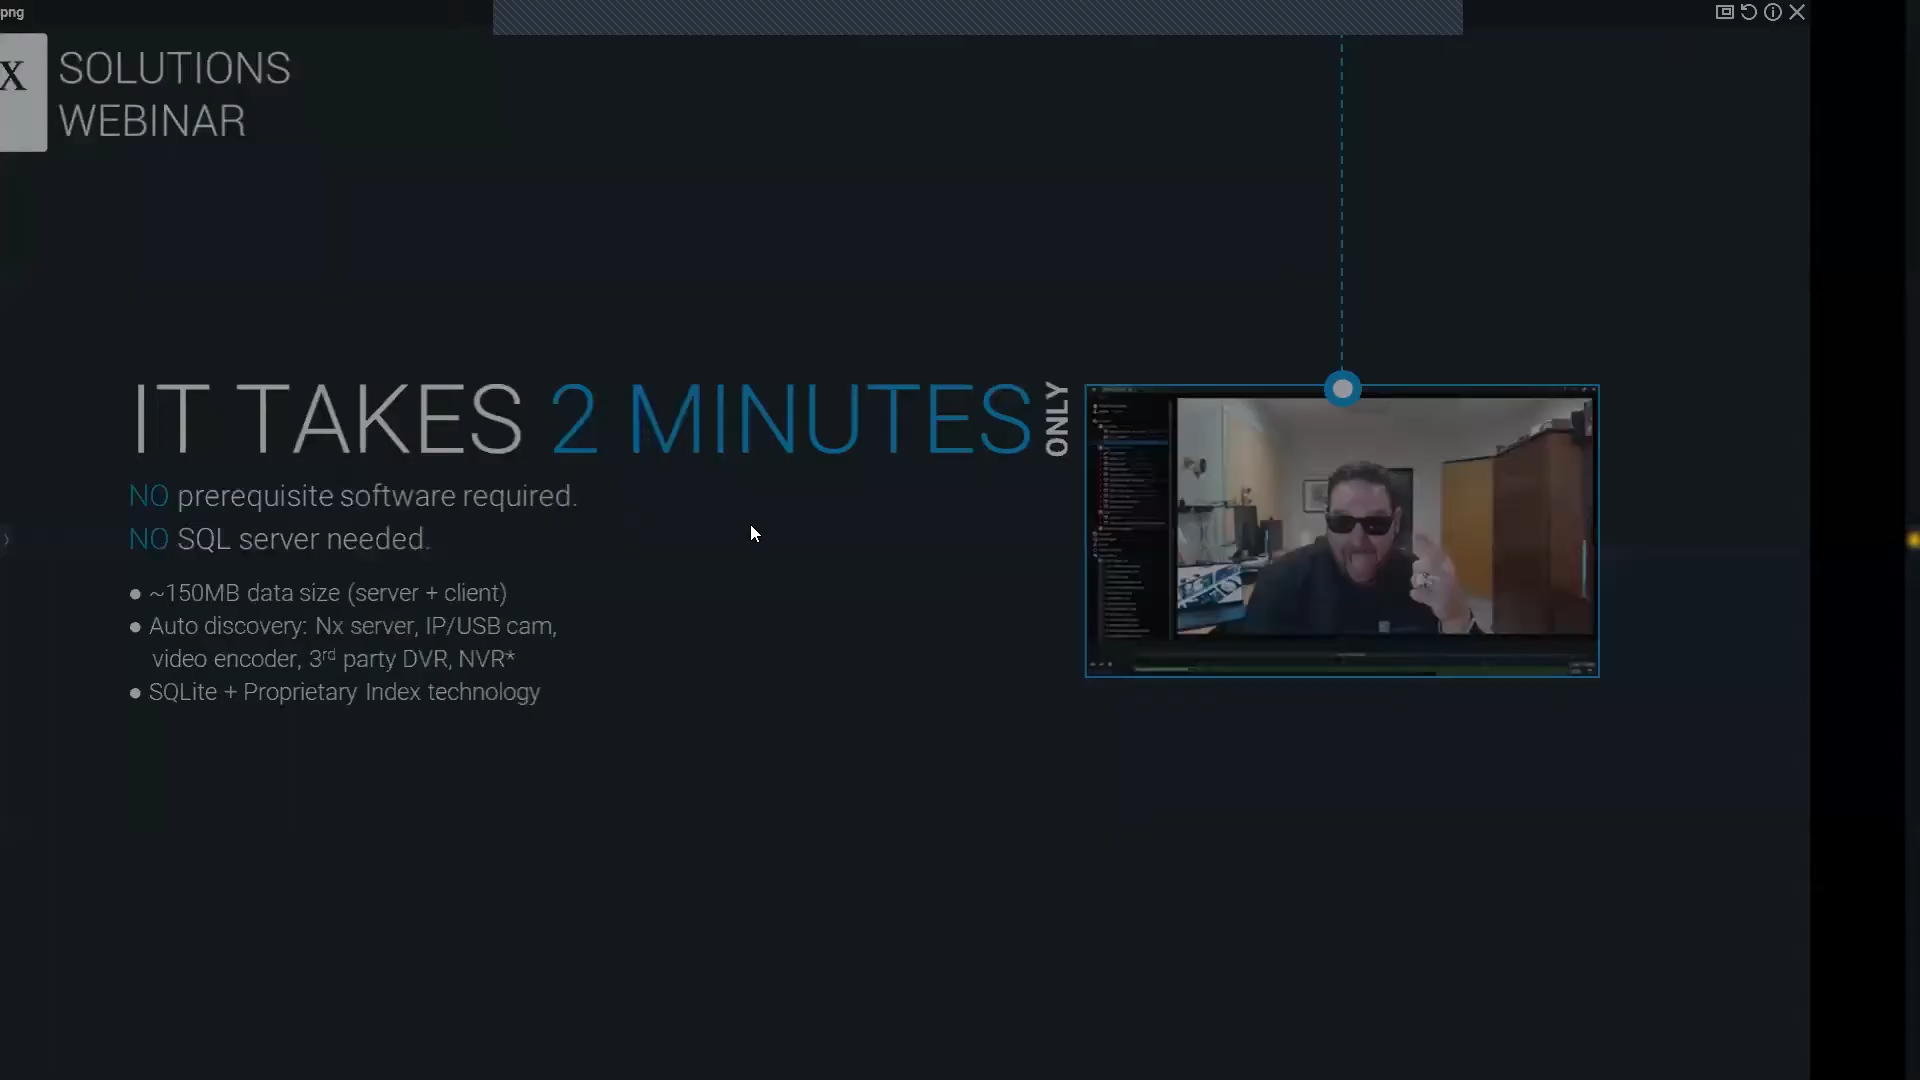 png
X
SOLUTIONS
WEBINAR
IT TAKES 2 MINUTES ONLY
NO prerequisite software required.
NO SQL server needed.
● ~150MB data size (server + client)
● Auto discovery: Nx server, IP/USB cam,
video encoder, 3rd party DVR, NVR*
● SQLite + Proprietary Index technology